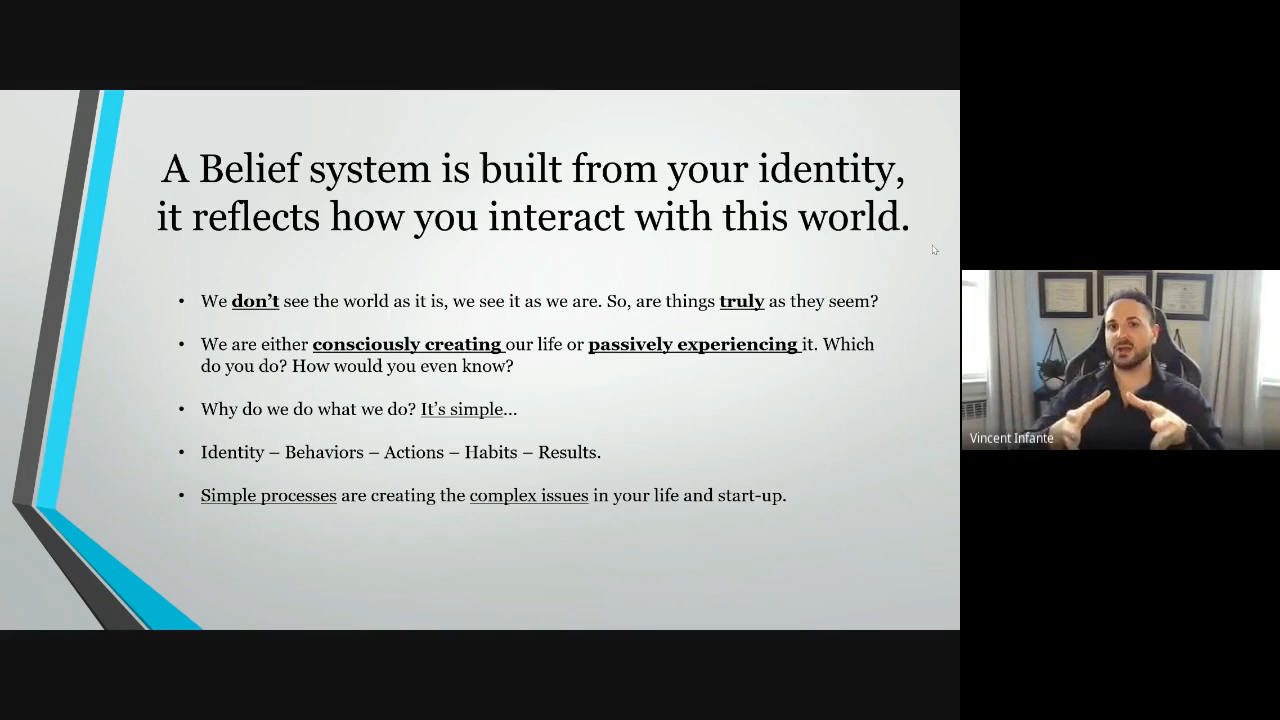 A Belief system is built from your identity,
it reflects how you interact with this world.
• We don't see the world as it is, we see it as we are. So, are things truly as they seem?
• We are either consciously creating our life or passively experiencing it. Which
do you do? How would you even know?
• Why do we do what we do? It's simple...
• Identity – Behaviors – Actions – Habits – Results.
• Simple processes are creating the complex issues in your life and start-up.
Vincent Infante